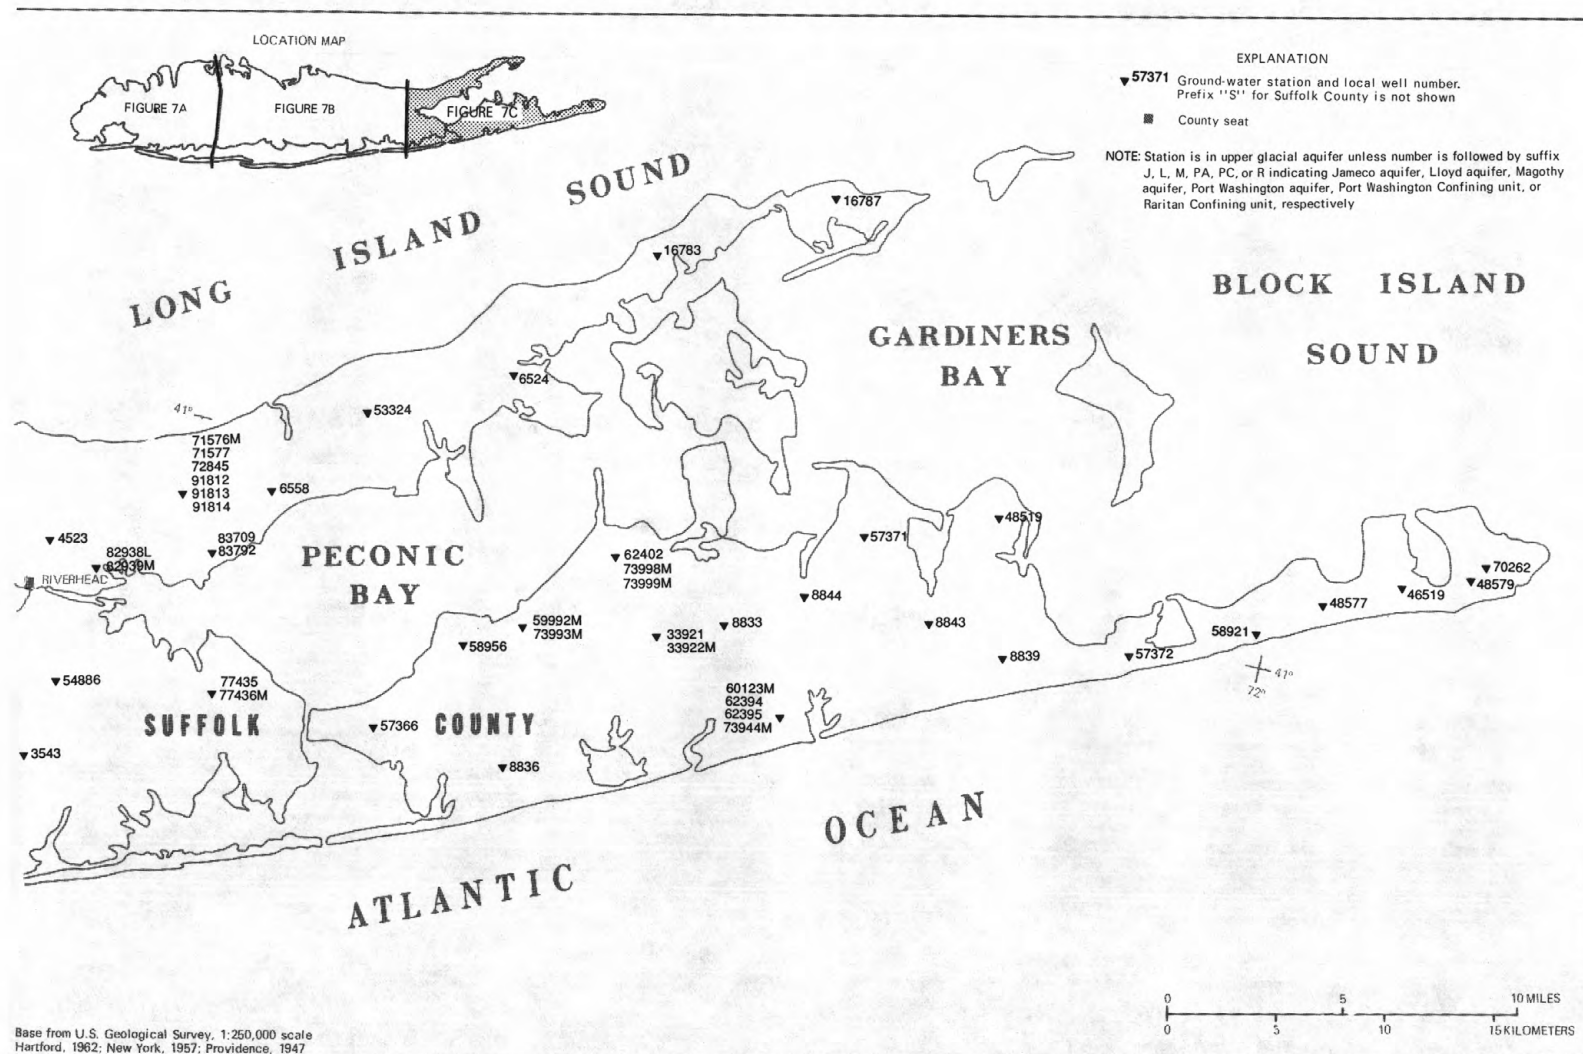 LOCATION MAP
FIGURE 7A
FIGURE 7B
FIGURE 7C
EXPLANATION
57371 Ground-water station and local well number.
Prefix "S" for Suffolk County is not shown
County seat
NOTE: Station is in upper glacial aquifer unless number is followed by suffix
J, L, M, PA, PC, or R indicating Jameco aquifer, Lloyd aquifer, Magothy
aquifer, Port Washington aquifer, Port Washington Confining unit, or
Raritan Confining unit, respectively
LONG ISLAND SOUND
BLOCK ISLAND
SOUND
GARDINERS
BAY
PECONIC
BAY
16787
16783
6524
53324
41°
71576M
71577
72845
91812
91813
91814
6558
4523
82938L
82939M
83709
83792
RIVERHEAD
62402
73998M
73999M
57371
48519
8844
8843
8839
57372
58921
48577
46519
48579
70262
41°
72°
59992M
73993M
58956
33921
33922M
8833
60123M
62394
62395
73944M
54886
77435
77436M
SUFFOLK COUNTY
57366
3543
8836
ATLANTIC OCEAN
0 5 10 MILES
0 5 10 15 KILOMETERS
Base from U.S. Geological Survey, 1:250,000 scale
Hartford, 1962; New York, 1957; Providence, 1947